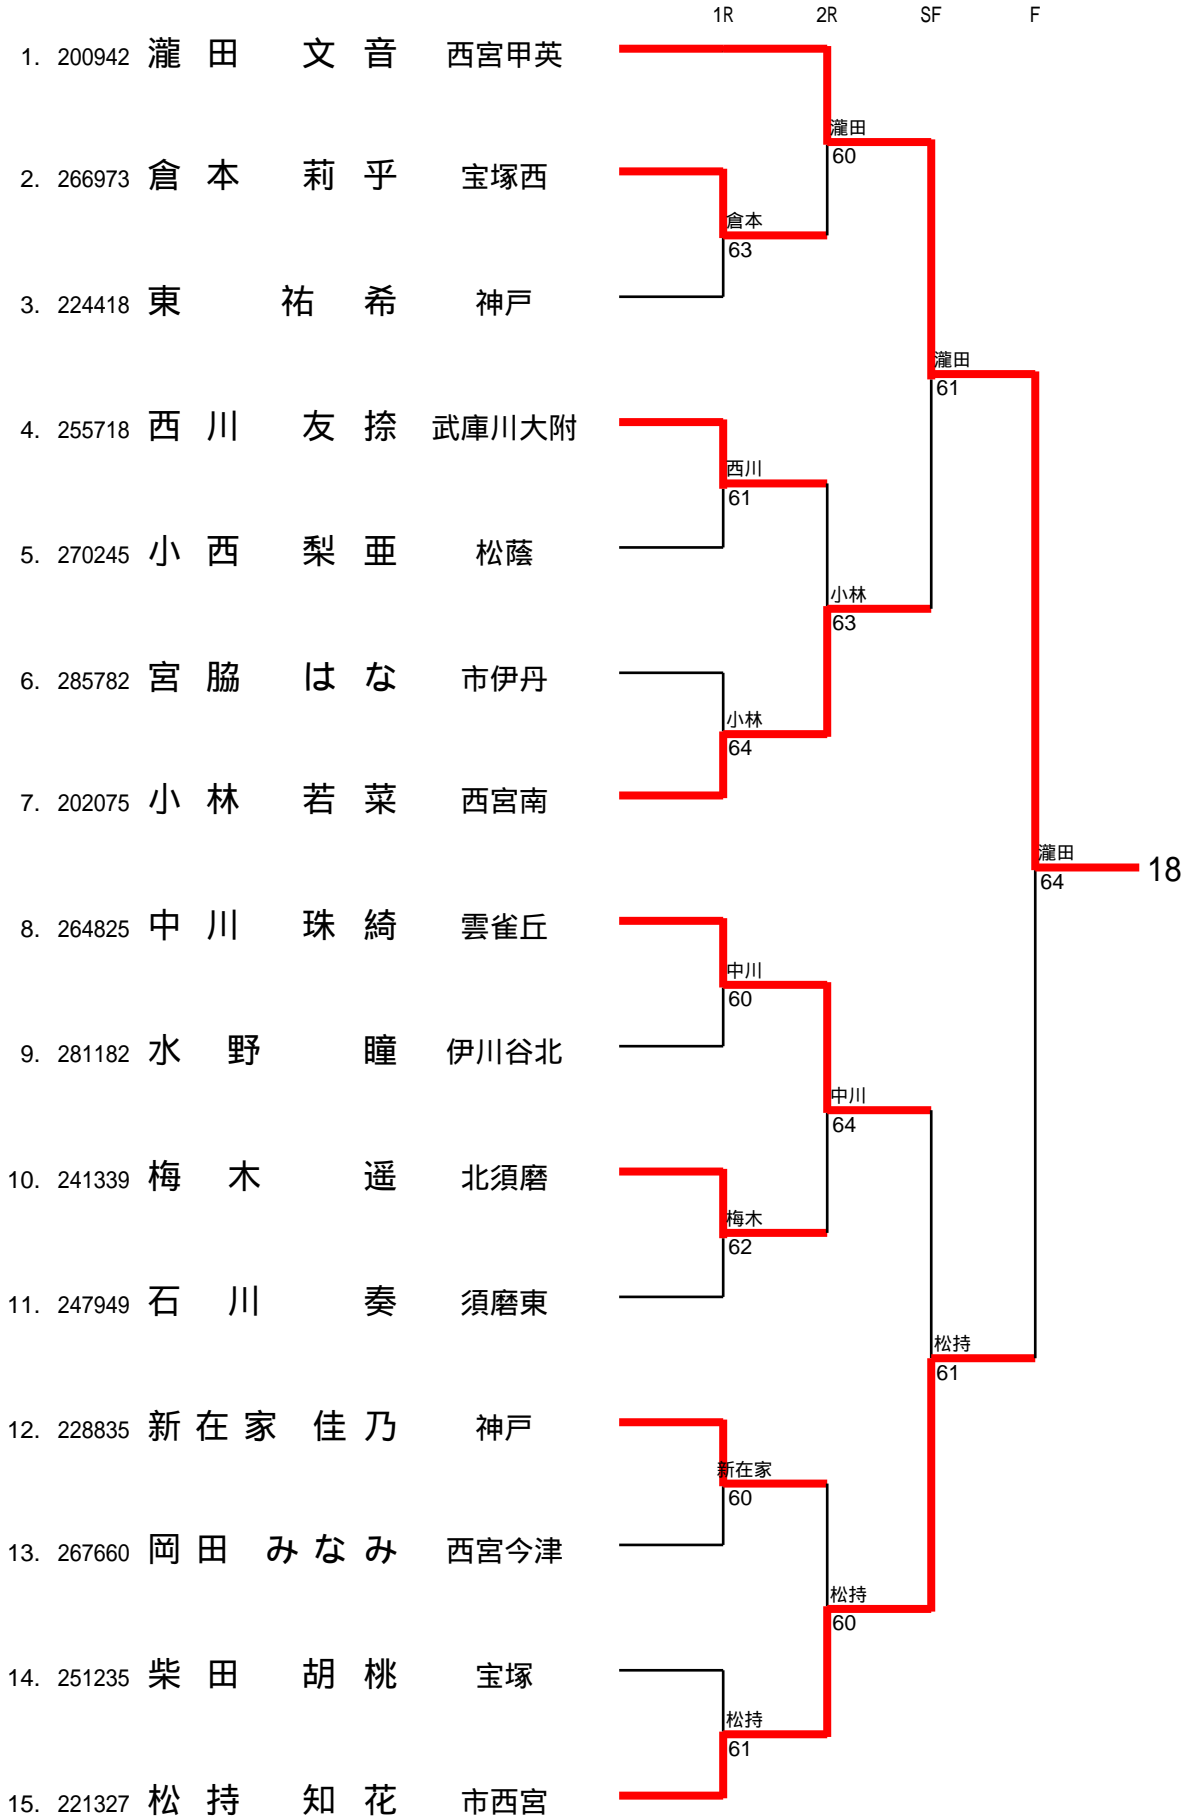 1R 2R SF F
1. 200942 瀧田 文音 西宮甲英
瀧田
60
2. 266973 倉本 莉乎 宝塚西
倉本
63
3. 224418 東 祐希 神戸
瀧田
61
4. 255718 西川 友捺 武庫川大附
西川
61
5. 270245 小西 梨亜 松蔭
小林
63
6. 285782 宮脇 はな 市伊丹
小林
64
7. 202075 小林 若菜 西宮南
瀧田
64
18
8. 264825 中川 珠綺 雲雀丘
中川
60
9. 281182 水野 瞳 伊川谷北
中川
64
10. 241339 梅木 遥 北須磨
梅木
62
11. 247949 石川 奏 須磨東
松持
61
12. 228835 新在家 佳乃 神戸
新在家
60
13. 267660 岡田 みなみ 西宮今津
松持
60
14. 251235 柴田 胡桃 宝塚
松持
61
15. 221327 松持 知花 市西宮